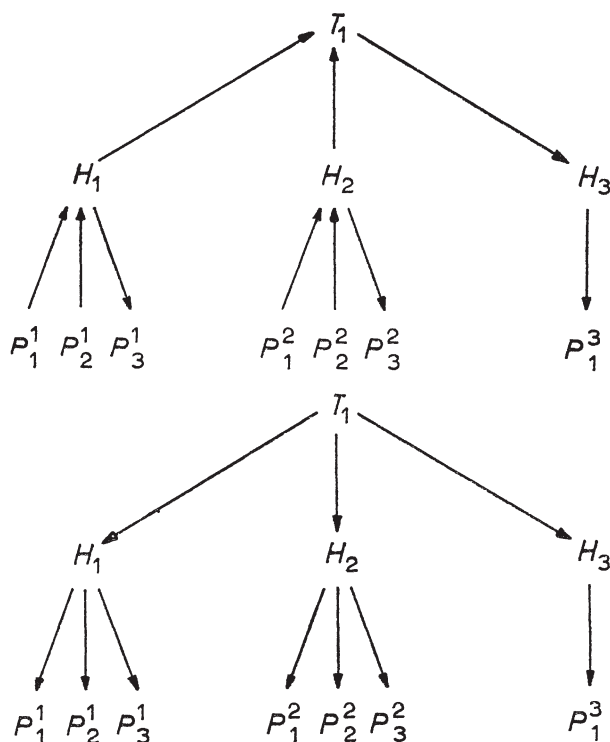 T₁
H₁ H₂ H₃
P₁¹ P₂¹ P₃¹ P₁² P₂² P₃² P₁³
T₁
H₁ H₂ H₃
P₁¹ P₂¹ P₃¹ P₁² P₂² P₃² P₁³